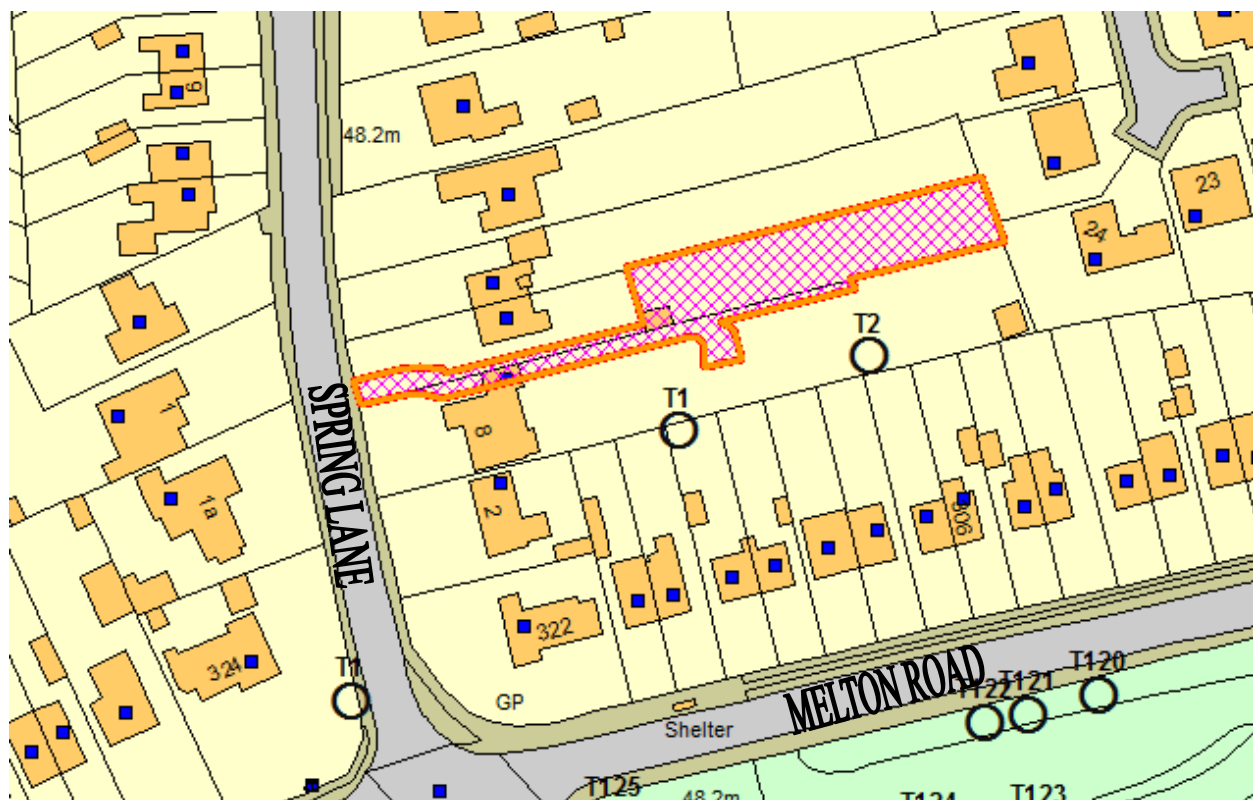 9
48.2m
23
24
T2
T1
1
8
SPRING LANE
1a
2
306
322
324
T1
T120
T121
T122
MELTON ROAD
GP
Shelter
T125
48.2m
T124
T123